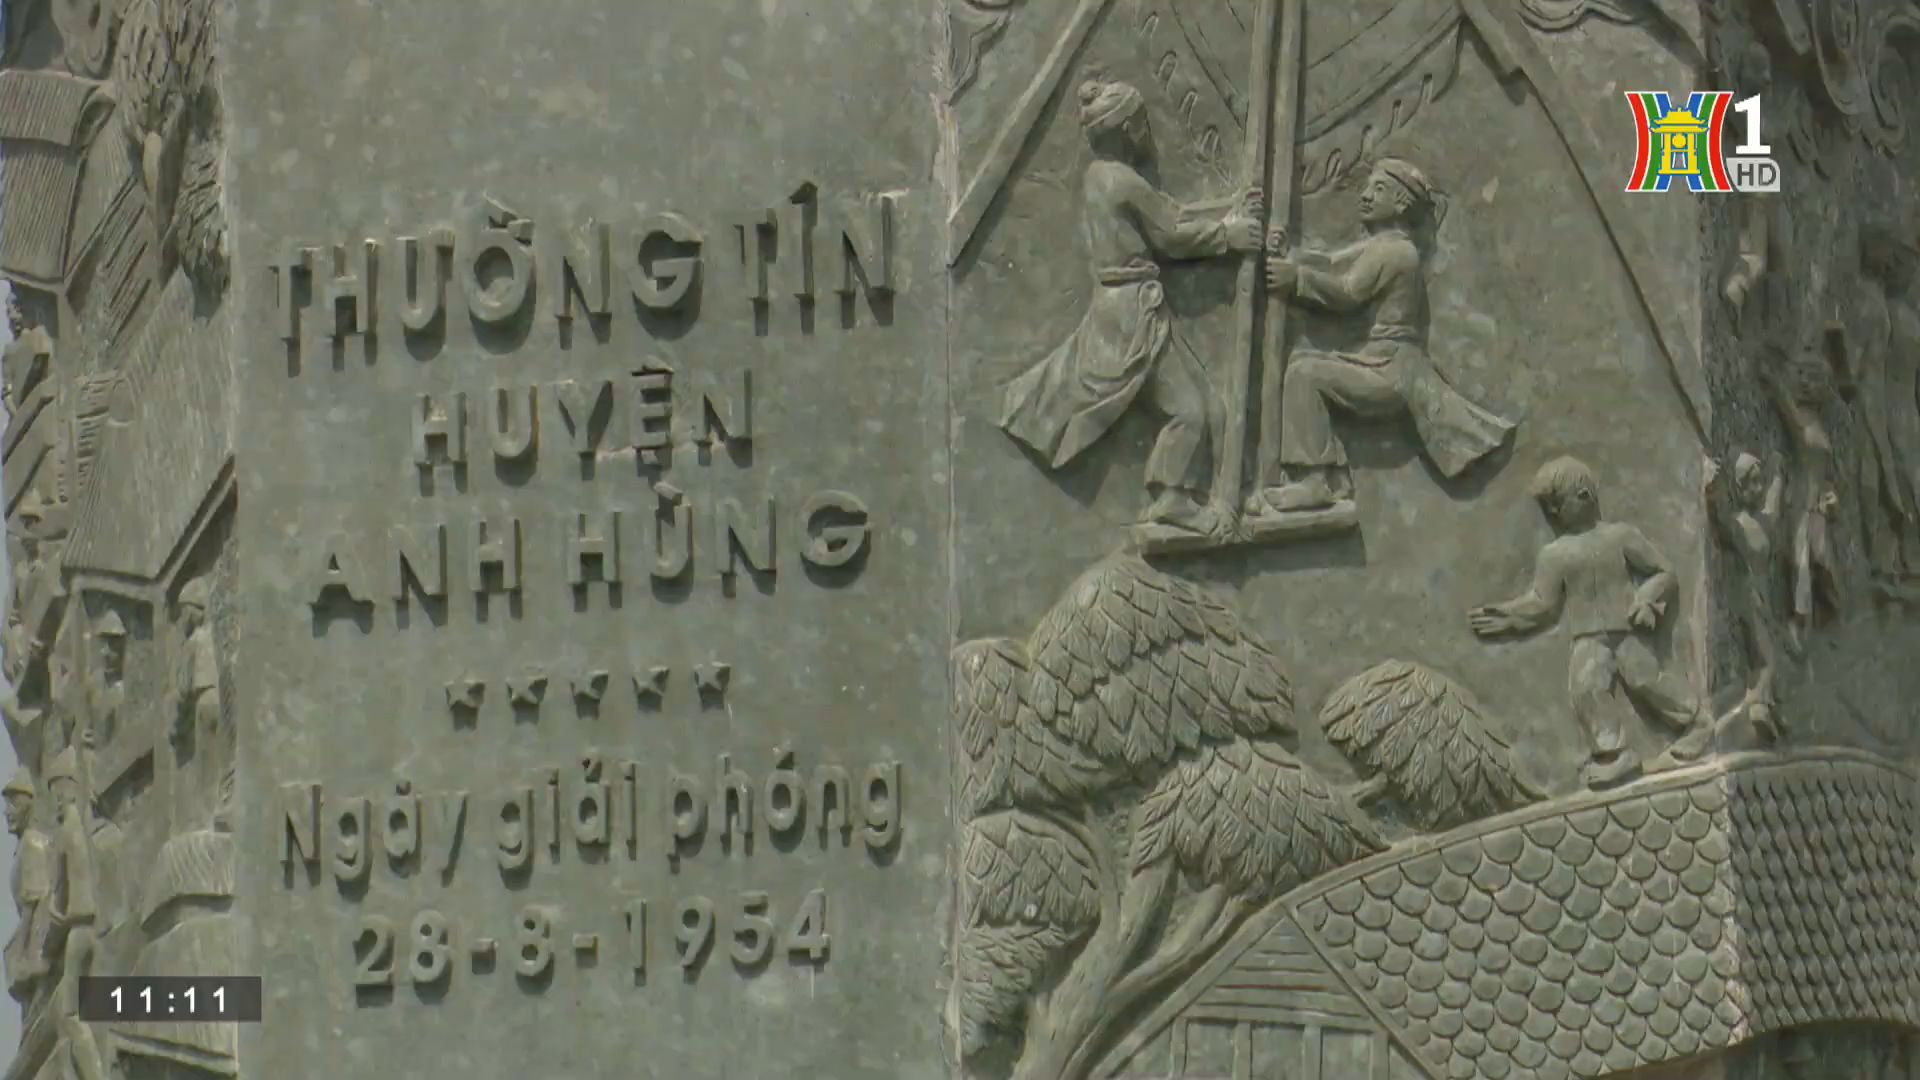 THƯỜNG TÍN
HUYỆN
ANH HÙNG
Ngày giải phóng
28-8-1954
1
HD
11:11